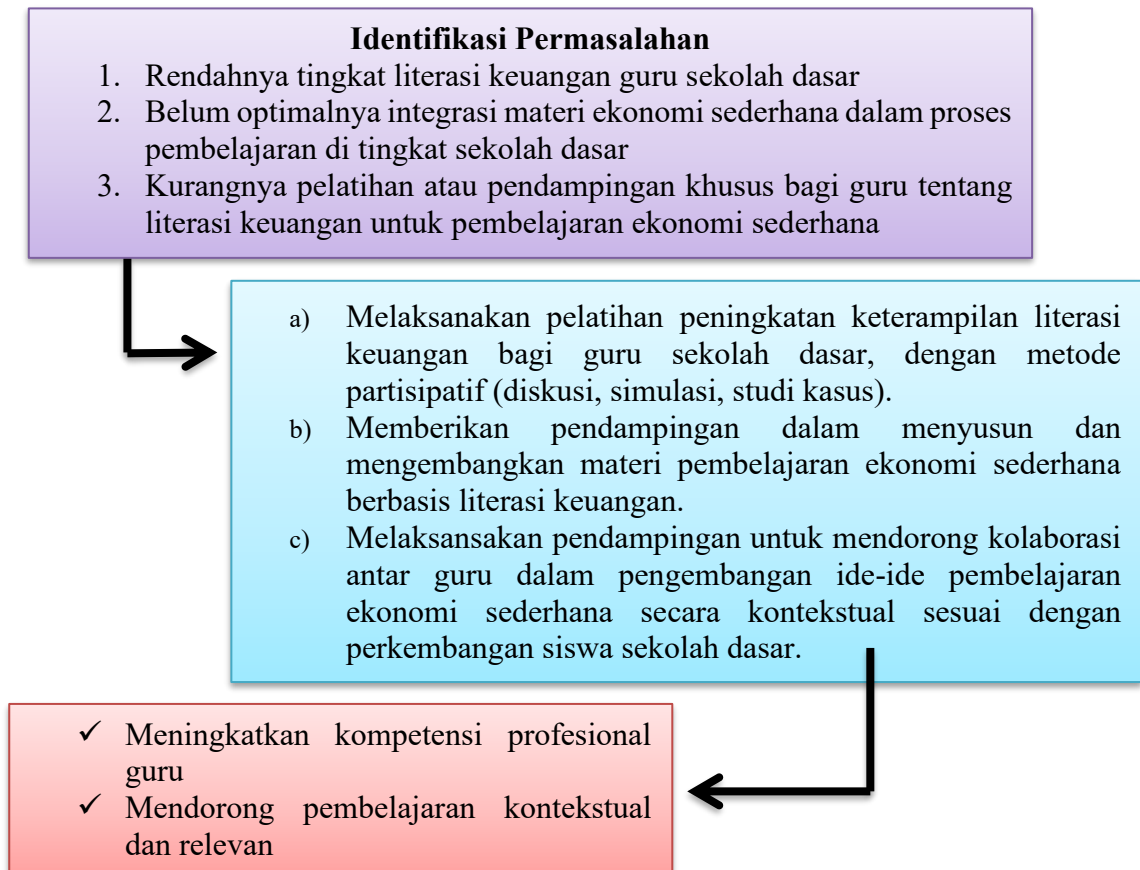 Identifikasi Permasalahan
1. Rendahnya tingkat literasi keuangan guru sekolah dasar
2. Belum optimalnya integrasi materi ekonomi sederhana dalam proses
pembelajaran di tingkat sekolah dasar
3. Kurangnya pelatihan atau pendampingan khusus bagi guru tentang
literasi keuangan untuk pembelajaran ekonomi sederhana
a) Melaksanakan pelatihan peningkatan keterampilan literasi
keuangan bagi guru sekolah dasar, dengan metode
partisipatif (diskusi, simulasi, studi kasus).
b) Memberikan pendampingan dalam menyusun dan
mengembangkan materi pembelajaran ekonomi sederhana
berbasis literasi keuangan.
c) Melaksansakan pendampingan untuk mendorong kolaborasi
antar guru dalam pengembangan ide-ide pembelajaran
ekonomi sederhana secara kontekstual sesuai dengan
perkembangan siswa sekolah dasar.
✓ Meningkatkan kompetensi profesional
guru
✓ Mendorong pembelajaran kontekstual
dan relevan